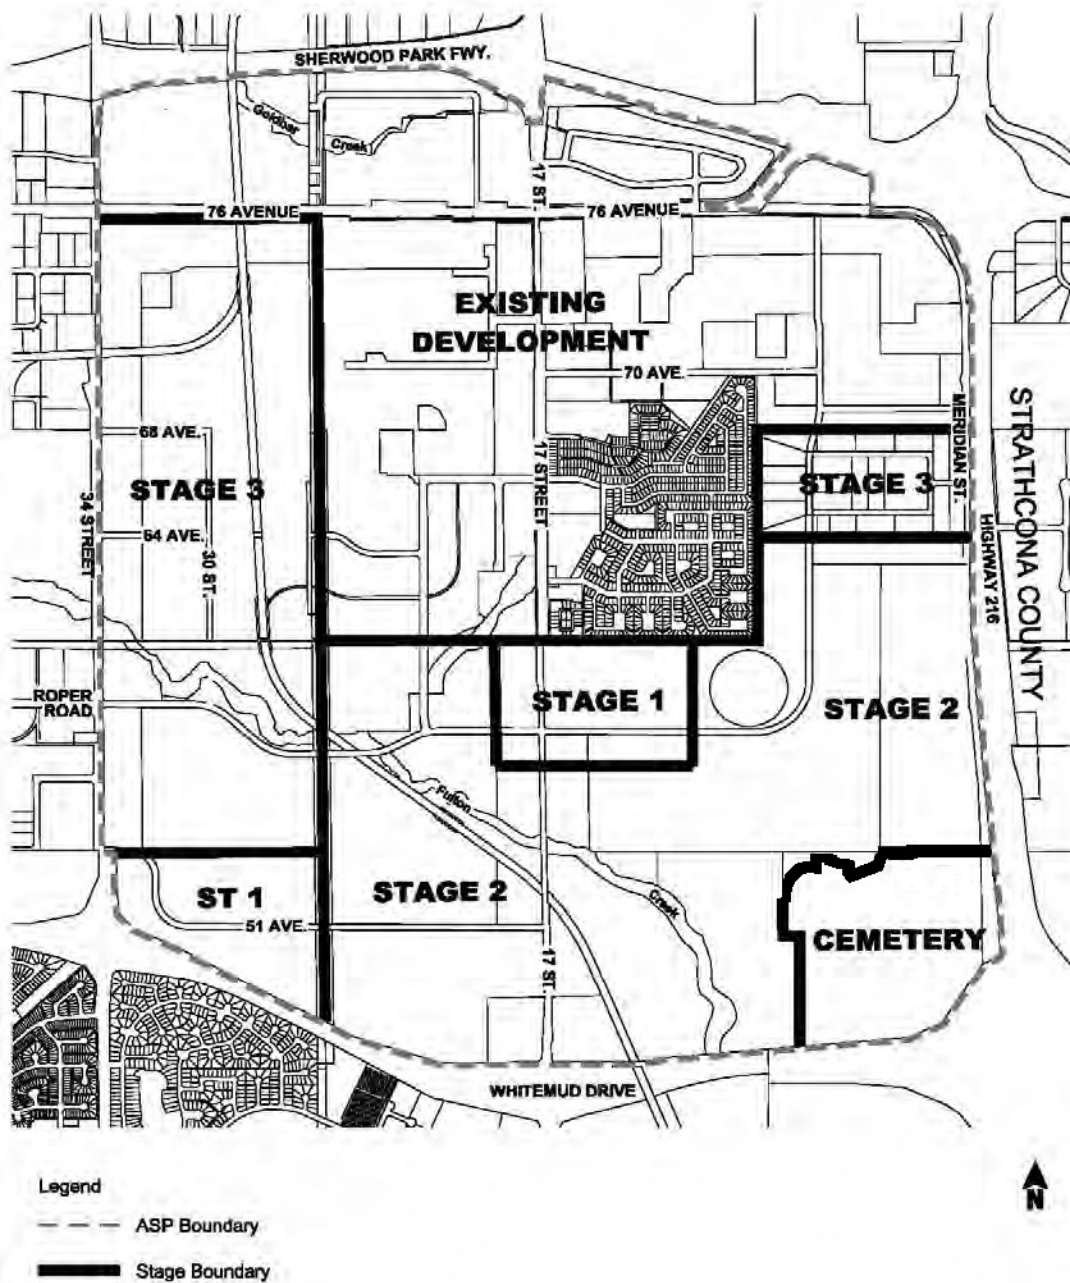 SHERWOOD PARK FWY.
Goldbar
Creek
17 ST.
76 AVENUE
76 AVENUE
EXISTING
DEVELOPMENT
70 AVE.
MERIDIAN ST.
STRATHCONA COUNTY
68 AVE.
17 STREET
STAGE 3
STAGE 3
34 STREET
64 AVE.
30 ST.
HIGHWAY 216
ROPER
ROAD
STAGE 1
STAGE 2
Fulton
ST 1
STAGE 2
Creek
51 AVE.
CEMETERY
17 ST.
WHITEMUD DRIVE
Legend
ASP Boundary
Stage Boundary
N